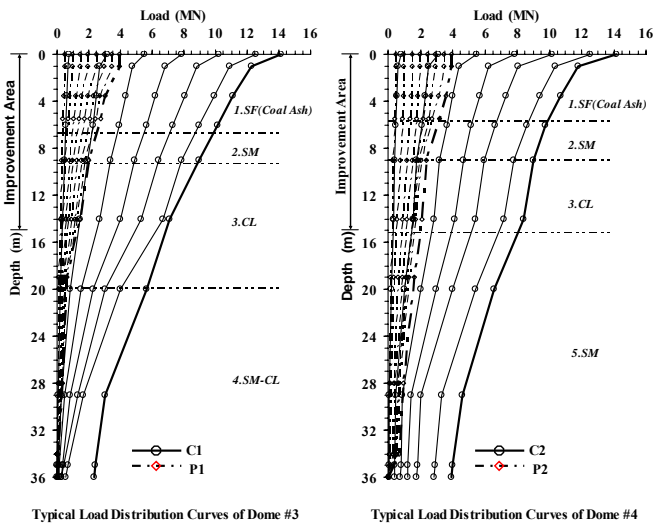 Load (MN)
0 2 4 6 8 10 12 14 16
0
4
8
12
16
20
24
28
32
36
Improvement Area
Depth (m)
1.SF(Coal Ash)
2.SM
3.CL
4.SM-CL
C1
P1
Typical Load Distribution Curves of Dome #3
Load (MN)
0 2 4 6 8 10 12 14 16
0
4
8
12
16
20
24
28
32
36
Improvement Area
Depth (m)
1.SF(Coal Ash)
2.SM
3.CL
5.SM
C2
P2
Typical Load Distribution Curves of Dome #4